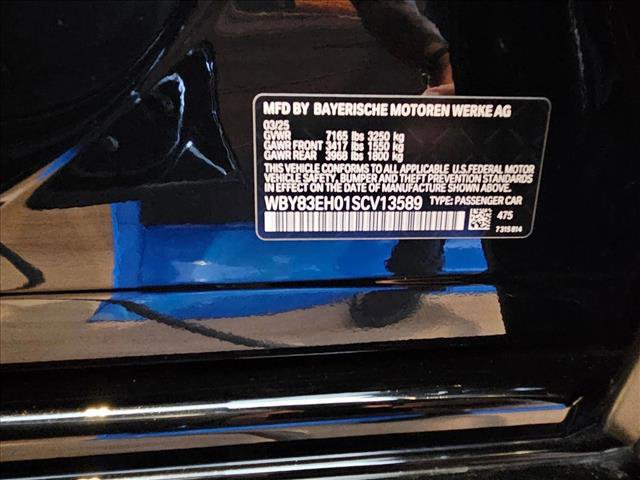 MFD BY BAYERISCHE MOTOREN WERKE AG
03/25
GVWR 7165 lbs 3250 kg
GAWR FRONT 3417 lbs 1550 kg
GAWR REAR 3968 lbs 1800 kg
THIS VEHICLE CONFORMS TO ALL APPLICABLE U.S.FEDERAL MOTOR
VEHICLE SAFETY, BUMPER AND THEFT PREVENTION STANDARDS IN
EFFECT ON THE DATE OF MANUFACTURE SHOWN ABOVE.
WBY83EH01SCV13589 TYPE: PASSENGER CAR
475
7315814